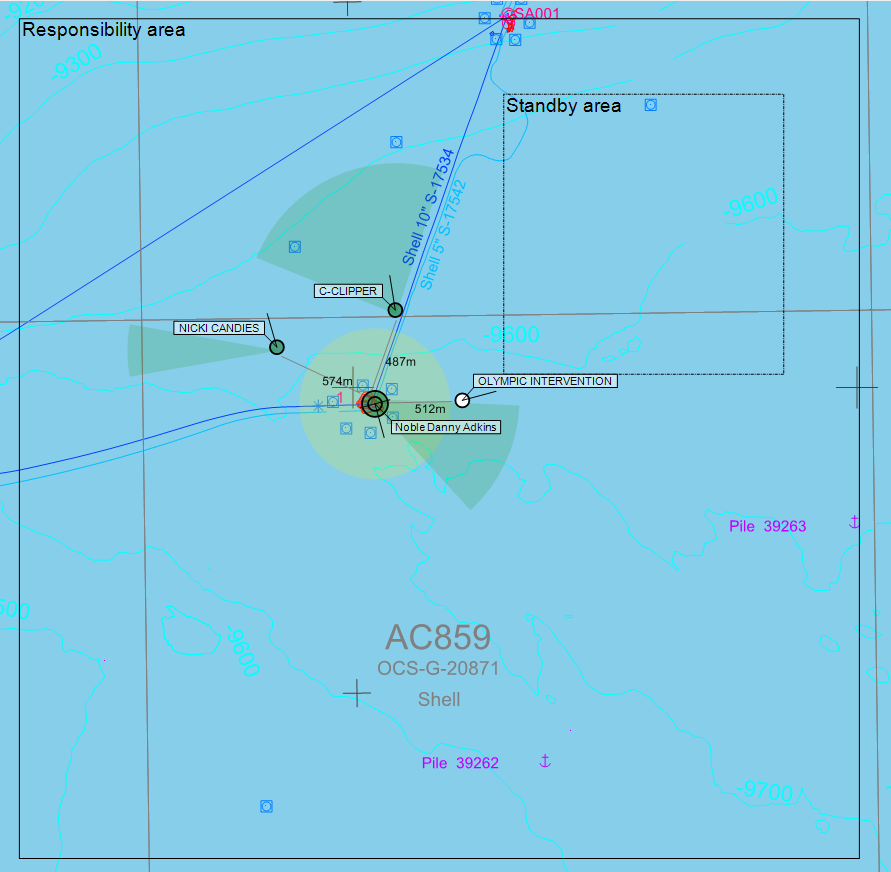 @SA001
Responsibility area
-9300
Standby area
Shell 10" S-17534
Shell 5" S-17542
-9600
C-CLIPPER
NICKI CANDIES
-9600
487m
574m
OLYMPIC INTERVENTION
1
512m
Noble Danny Adkins
Pile 39263
AC859
OCS-G-20871
Shell
-9600
Pile 39262
-9700